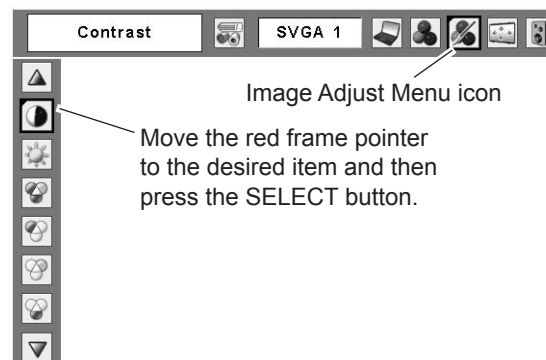 Contrast
SVGA 1
Image Adjust Menu icon
Move the red frame pointer
to the desired item and then
press the SELECT button.